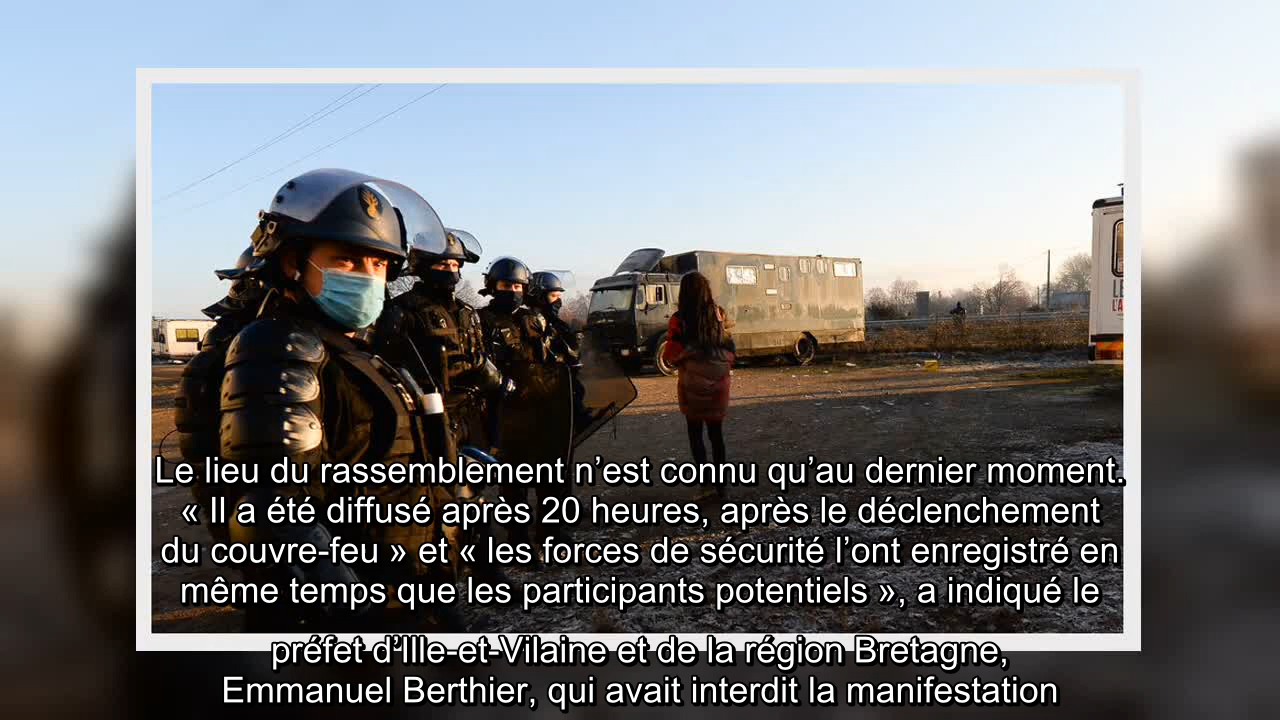 Le lieu du rassemblement n’est connu qu’au dernier moment.
« Il a été diffusé après 20 heures, après le déclenchement
du couvre-feu » et « les forces de sécurité l’ont enregistré en
même temps que les participants potentiels », a indiqué le
préfet d’Ille-et-Vilaine et de la région Bretagne,
Emmanuel Berthier, qui avait interdit la manifestation